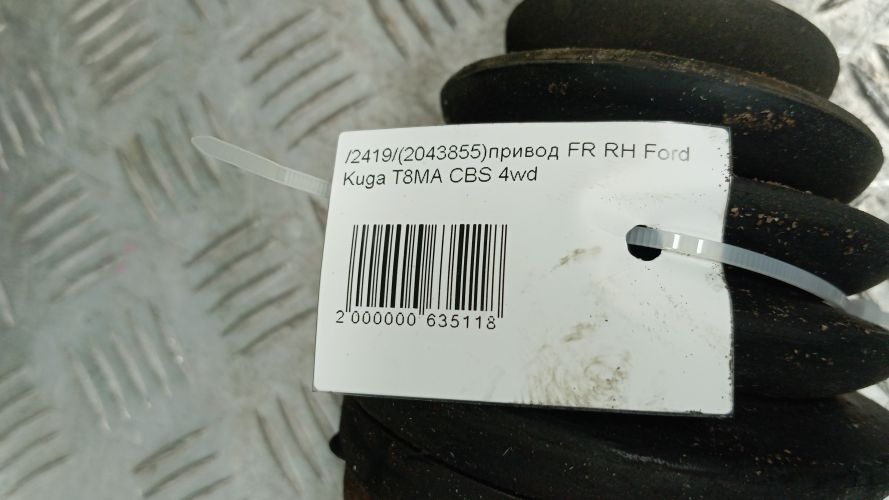 /2419/(2043855)привод FR RH Ford
Kuga T8MA CBS 4wd
2 000000 635118